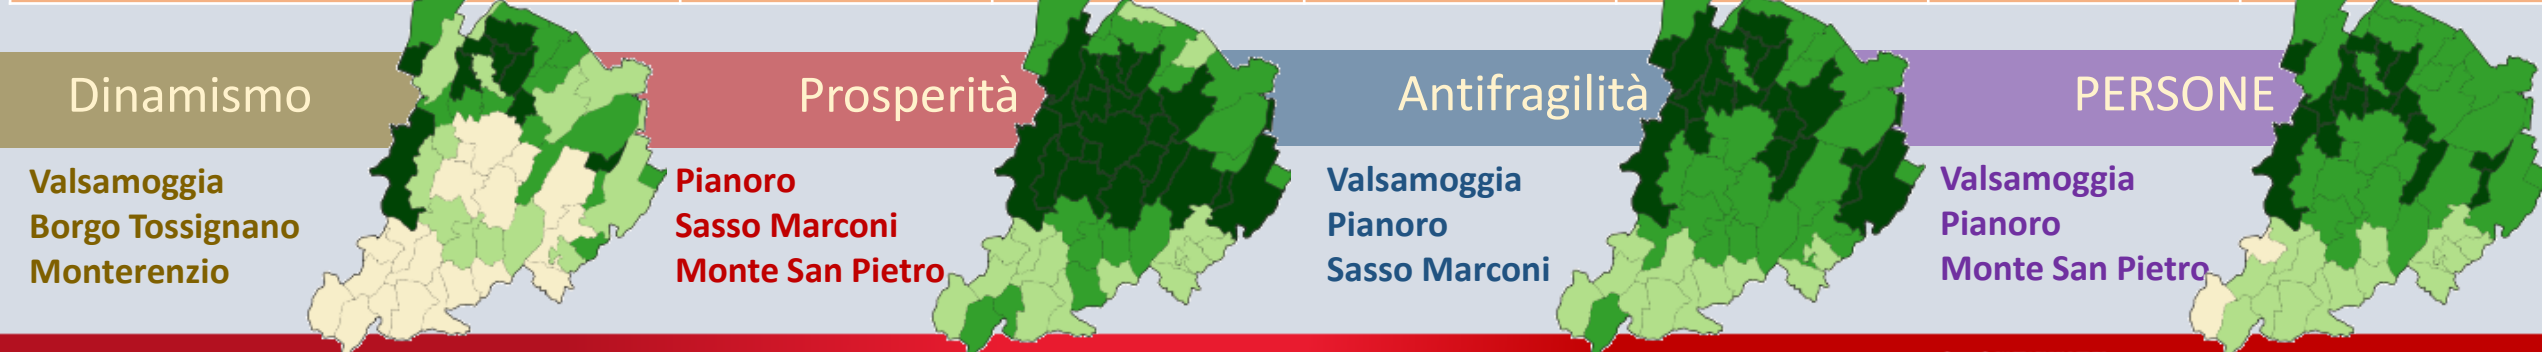 Dinamismo
Valsamoggia
Borgo Tossignano
Monterenzio
Prosperità
Pianoro
Sasso Marconi
Monte San Pietro
Antifragilità
Valsamoggia
Pianoro
Sasso Marconi
PERSONE
Valsamoggia
Pianoro
Monte San Pietro